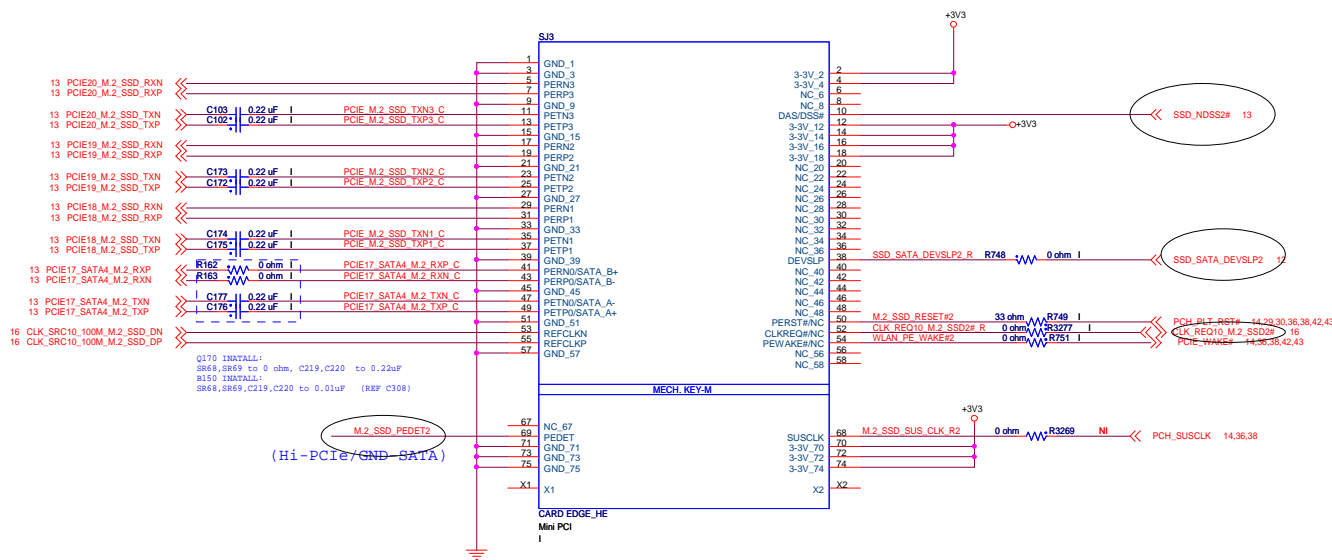 +3V3
SJ3
1 GND_1
3 GND_3
13 PCIE20_M.2_SSD_RXN 5 PERN3
13 PCIE20_M.2_SSD_RXP 7 PERP3
9 GND_9
13 PCIE20_M.2_SSD_TXN C103 0.22 uF I PCIE_M.2_SSD_TXN3_C 11 PETN3
13 PCIE20_M.2_SSD_TXP C102 0.22 uF I PCIE_M.2_SSD_TXP3_C 13 PETP3
15 GND_15
13 PCIE19_M.2_SSD_RXN 17 PERN2
13 PCIE19_M.2_SSD_RXP 19 PERP2
21 GND_21
13 PCIE19_M.2_SSD_TXN C173 0.22 uF I PCIE_M.2_SSD_TXN2_C 23 PETN2
13 PCIE19_M.2_SSD_TXP C172 0.22 uF I PCIE_M.2_SSD_TXP2_C 25 PETP2
27 GND_27
13 PCIE18_M.2_SSD_RXN 29 PERN1
13 PCIE18_M.2_SSD_RXP 31 PERP1
33 GND_33
13 PCIE18_M.2_SSD_TXN C174 0.22 uF I PCIE_M.2_SSD_TXN1_C 35 PETN1
13 PCIE18_M.2_SSD_TXP C175 0.22 uF I PCIE_M.2_SSD_TXP1_C 37 PETP1
39 GND_39
13 PCIE17_SATA4_M.2_RXP R162 0 ohm I PCIE17_SATA4_M.2_RXP_C 41 PERN0/SATA_B+
13 PCIE17_SATA4_M.2_RXN R163 0 ohm I PCIE17_SATA4_M.2_RXN_C 43 PERP0/SATA_B-
45 GND_45
13 PCIE17_SATA4_M.2_TXN C177 0.22 uF I PCIE17_SATA4_M.2_TXN_C 47 PETN0/SATA_A-
13 PCIE17_SATA4_M.2_TXP C176 0.22 uF I PCIE17_SATA4_M.2_TXP_C 49 PETP0/SATA_A+
51 GND_51
16 CLK_SRC10_100M_M.2_SSD_DN 53 REFCLKN
16 CLK_SRC10_100M_M.2_SSD_DP 55 REFCLKP
57 GND_57
3-3V_2 2
3-3V_4 4
NC_6 6
NC_8 8
DAS/DSS# 10 SSD_NDSS2# 13
3-3V_12 12 +3V3
3-3V_14 14
3-3V_16 16
3-3V_18 18
NC_20 20
NC_22 22
NC_24 24
NC_26 26
NC_28 28
NC_30 30
NC_32 32
NC_34 34
NC_36 36
DEVSLP 38 SSD_SATA_DEVSLP2_R R748 0 ohm I SSD_SATA_DEVSLP2 12
NC_40 40
NC_42 42
NC_44 44
NC_46 46
NC_48 48
PERST#/NC 50 M.2_SSD_RESET#2 33 ohm R749 I PCH_PLT_RST# 14,29,30,36,38,42,43
CLKREQ#/NC 52 CLK_REQ10_M.2_SSD2#_R 0 ohm R3277 I CLK_REQ10_M.2_SSD2# 16
PEWAKE#/NC 54 WLAN_PE_WAKE#2 0 ohm R751 I PCIE_WAKE# 14,36,38,42,43
NC_56 56
NC_58 58
Q170 INATALL:
SR68,SR69 to 0 ohm, C219,C220 to 0.22uF
B150 INATALL:
SR68,SR69,C219,C220 to 0.01uF (REF C308)
MECH. KEY-M
+3V3
67 NC_67
M.2_SSD_PEDET2 69 PEDET
71 GND_71
73 GND_73
75 GND_75
(Hi-PCIe/GND-SATA)
X1 X1
SUSCLK 68 M.2_SSD_SUS_CLK_R2 0 ohm R3269 NI PCH_SUSCLK 14,36,38
3-3V_70 70
3-3V_72 72
3-3V_74 74
X2 X2
CARD EDGE_HE
Mini PCI
I